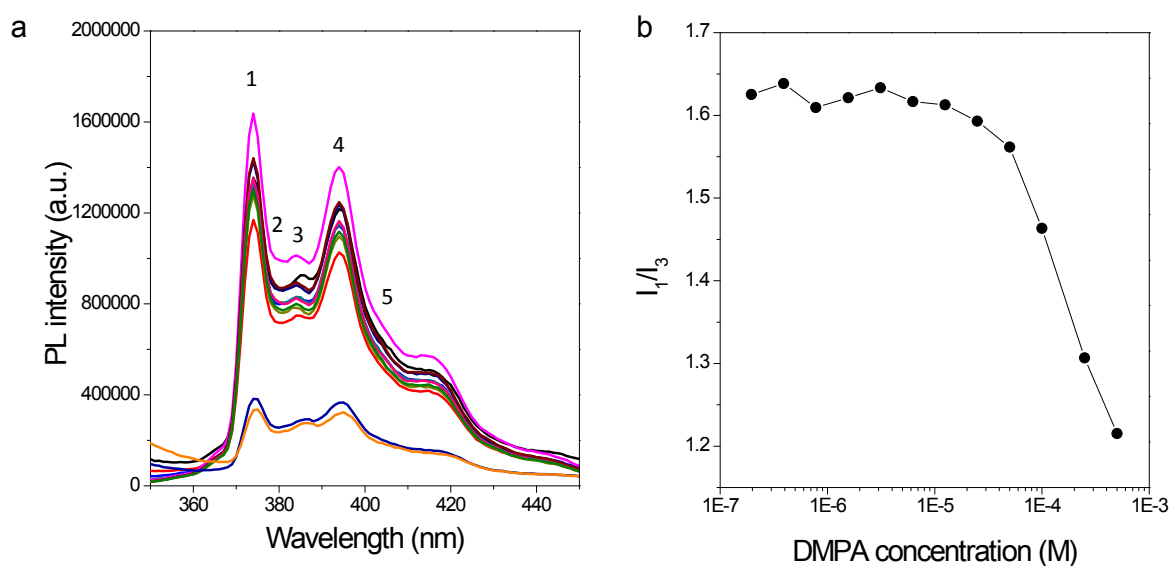 a
2000000
1600000
1200000
800000
400000
0
PL intensity (a.u.)
1
2
3
4
5
360 380 400 420 440
Wavelength (nm)
b
1.7
1.6
1.5
1.4
1.3
1.2
I1/I3
1E-7 1E-6 1E-5 1E-4 1E-3
DMPA concentration (M)